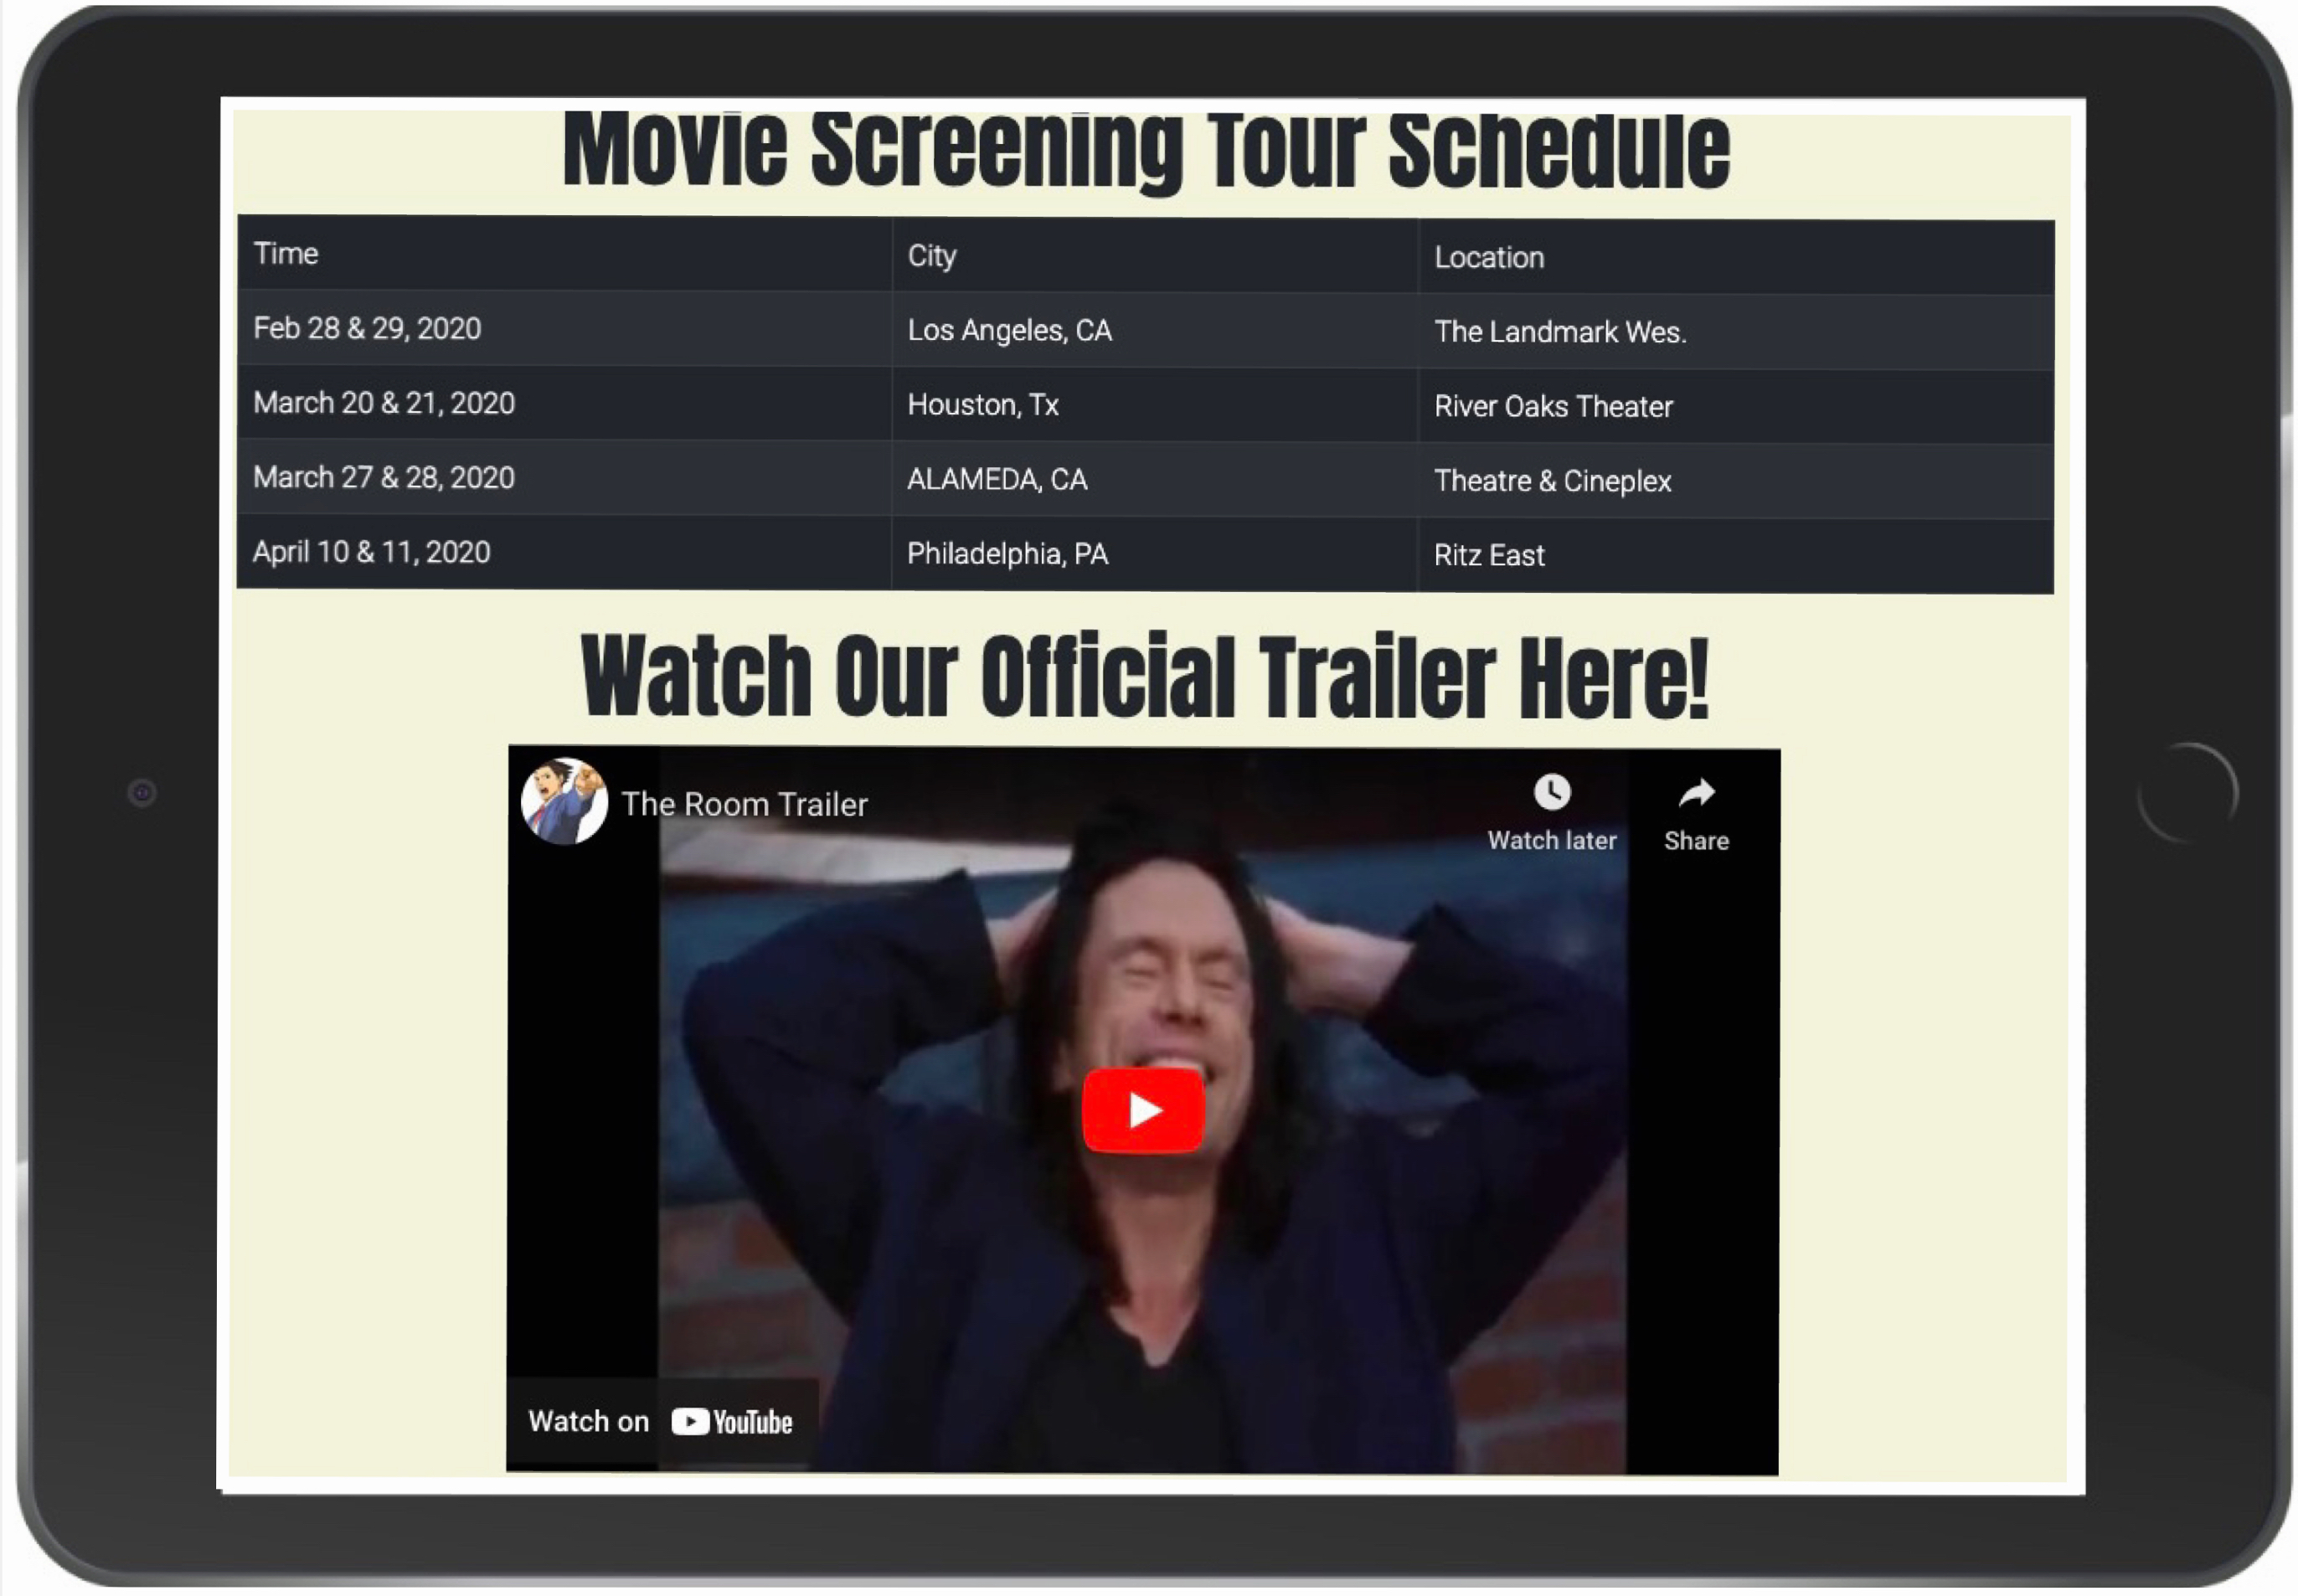 Movie Screening Tour Schedule
Time City Location
Feb 28 & 29, 2020 Los Angeles, CA The Landmark Wes.
March 20 & 21, 2020 Houston, Tx River Oaks Theater
March 27 & 28, 2020 ALAMEDA, CA Theatre & Cineplex
April 10 & 11, 2020 Philadelphia, PA Ritz East
Watch Our Official Trailer Here!
The Room Trailer
Watch later Share
Watch on YouTube